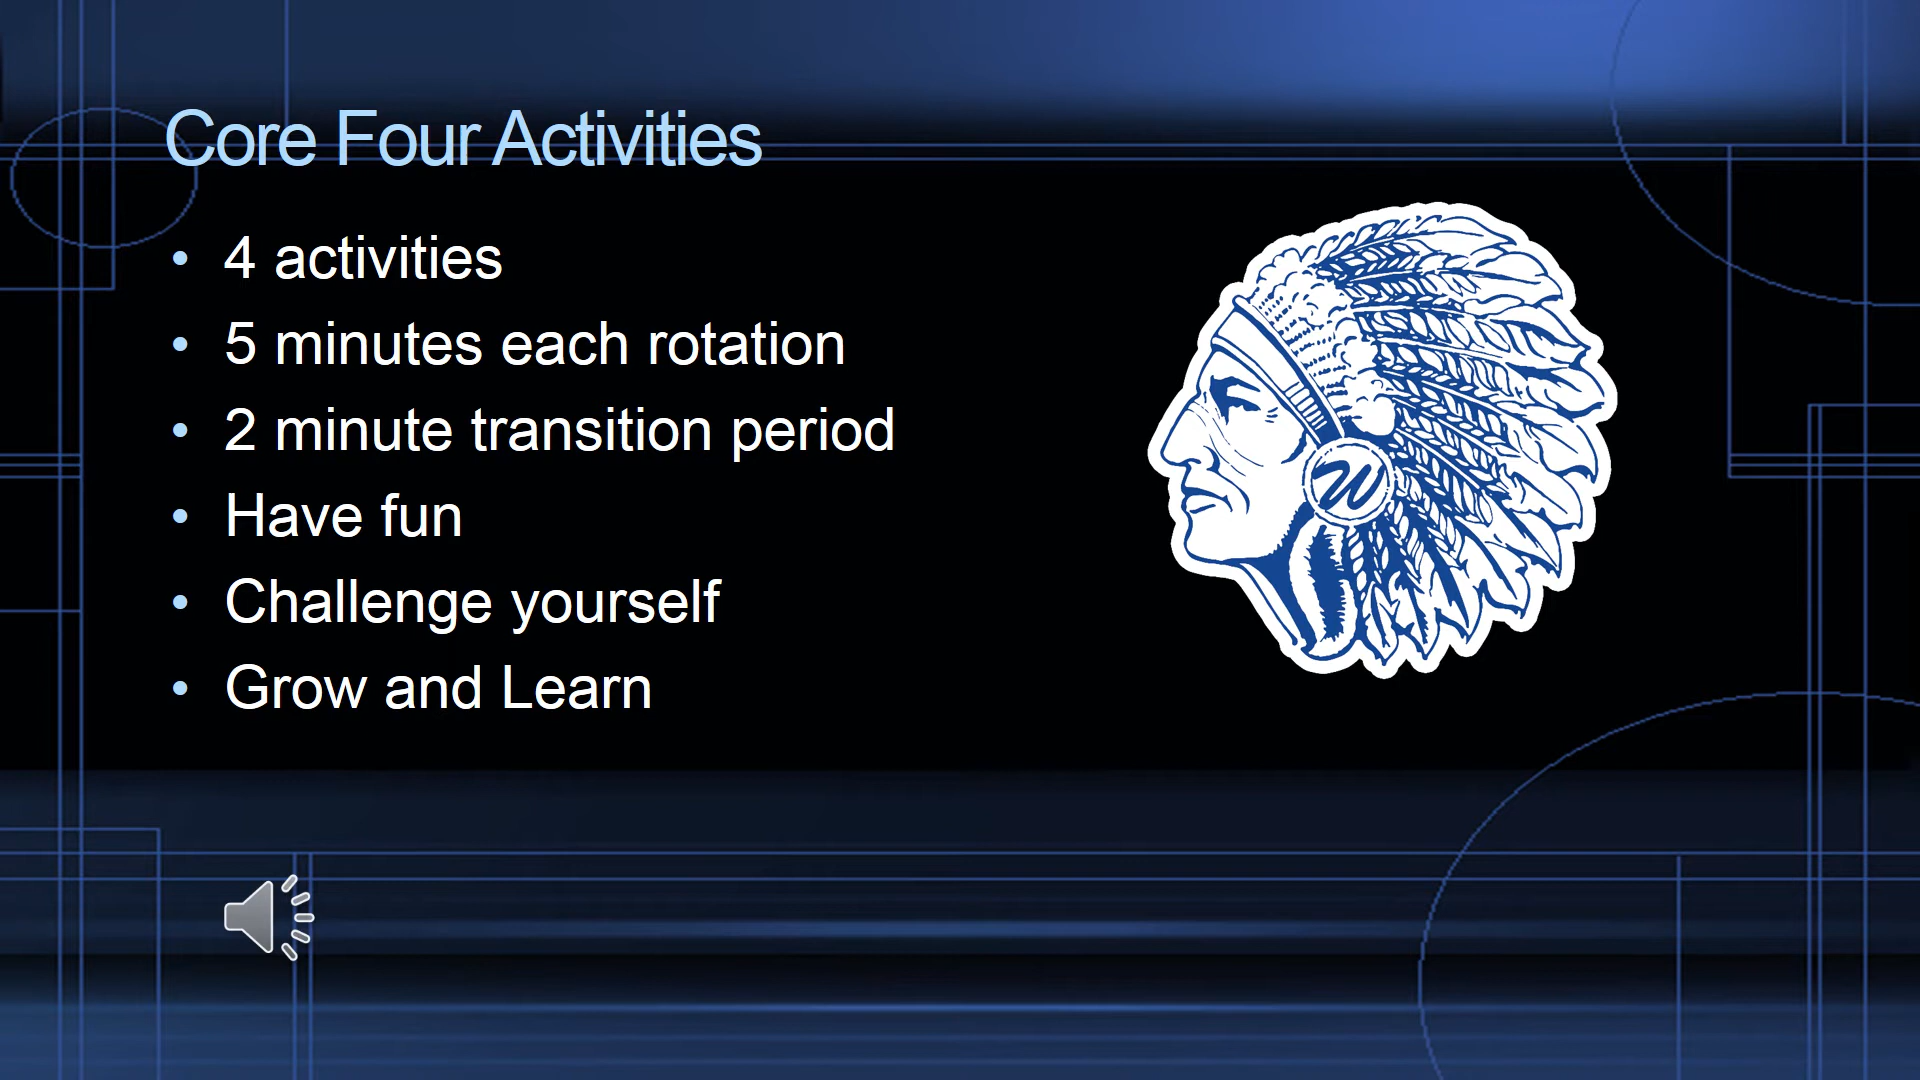 Core Four Activities
• 4 activities
• 5 minutes each rotation
• 2 minute transition period
• Have fun
• Challenge yourself
• Grow and Learn
W